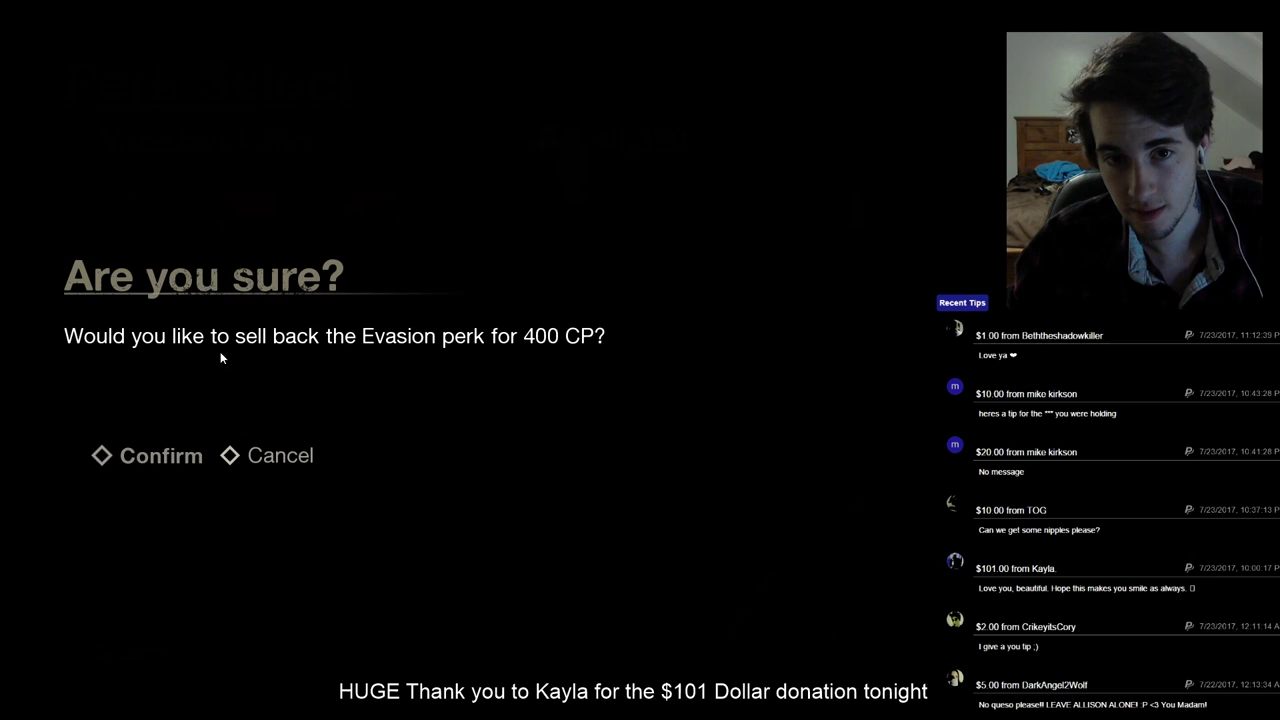 Are you sure?
Would you like to sell back the Evasion perk for 400 CP?
Confirm Cancel
Recent Tips
$1.00 from Beththeshadowkiller 7/23/2017, 11:12:39 P
Love ya ❤
m $10.00 from mike kirkson 7/23/2017, 10:43:28 P
heres a tip for the *** you were holding
m $20.00 from mike kirkson 7/23/2017, 10:41:28 P
No message
$10.00 from TOG 7/23/2017, 10:37:13 P
Can we get some nipples please?
$101.00 from Kayla. 7/23/2017, 10:00:17 P
Love you, beautiful. Hope this makes you smile as always.
$2.00 from CrikeyitsCory 7/23/2017, 12:11:14 A
I give a you tip ;)
$5.00 from DarkAngel2Wolf 7/22/2017, 12:13:34 A
No queso please!! LEAVE ALLISON ALONE! :P <3 You Madam!
HUGE Thank you to Kayla for the $101 Dollar donation tonight